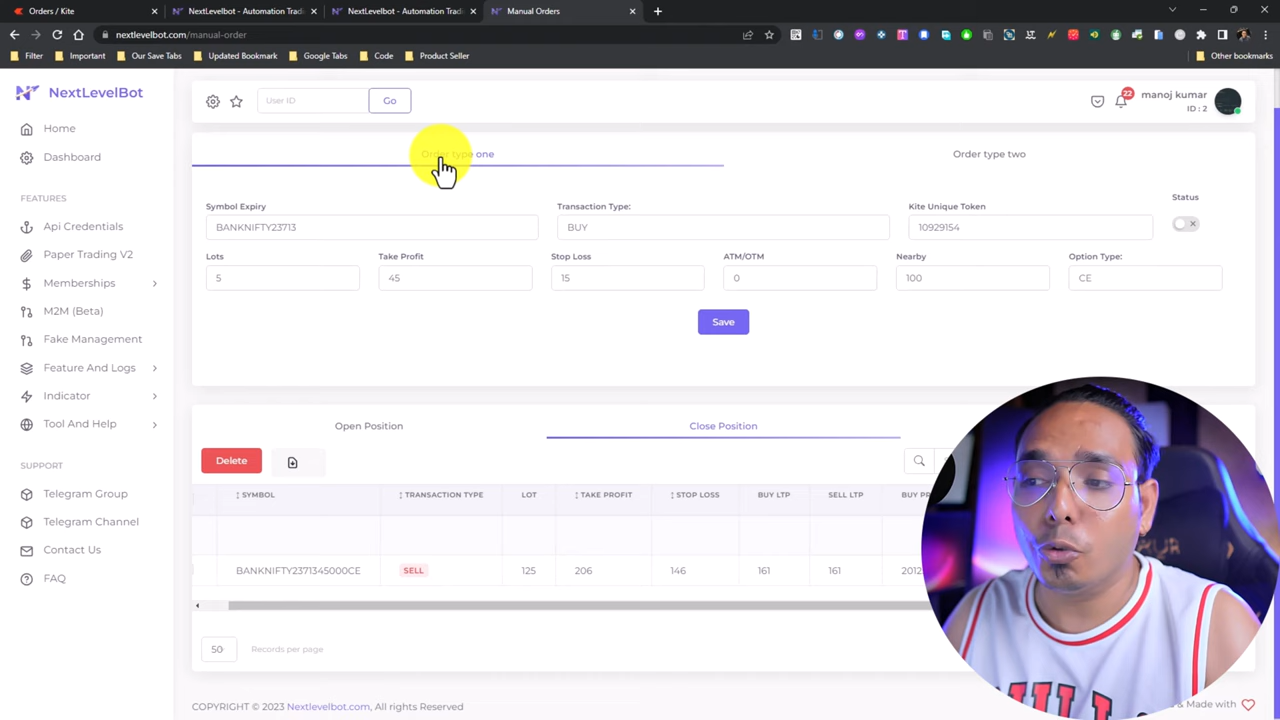 Orders / Kite
NextLevelbot - Automation Tradi
NextLevelbot - Automation Tradi
Manual Orders
nextlevelbot.com/manual-order
Filter
Important
Our Save Tabs
Updated Bookmark
Google Tabs
Code
Product Seller
Other bookmarks
NextLevelBot
User ID
Go
22
manoj kumar
ID : 2
Home
Dashboard
FEATURES
Api Credentials
Paper Trading V2
Memberships
M2M (Beta)
Fake Management
Feature And Logs
Indicator
Tool And Help
SUPPORT
Telegram Group
Telegram Channel
Contact Us
FAQ
Order type one
Order type two
Symbol Expiry
Transaction Type:
Kite Unique Token
Status
BANKNIFTY23713
BUY
10929154
Lots
Take Profit
Stop Loss
ATM/OTM
Nearby
Option Type:
5
45
15
0
100
CE
Save
Open Position
Close Position
Delete
SYMBOL
TRANSACTION TYPE
LOT
TAKE PROFIT
STOP LOSS
BUY LTP
SELL LTP
BUY PR
BANKNIFTY2371345000CE
SELL
125
206
146
161
161
2012
50
Records per page
COPYRIGHT © 2023 Nextlevelbot.com, All rights Reserved
& Made with